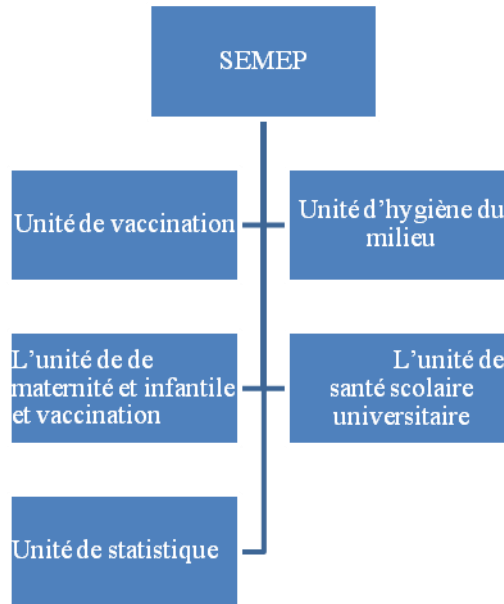 SEMEP
Unité de vaccination
Unité d’hygiène du
milieu
L’unité de de
maternité et infantile
et vaccination
L’unité de
santé scolaire
universitaire
Unité de statistique